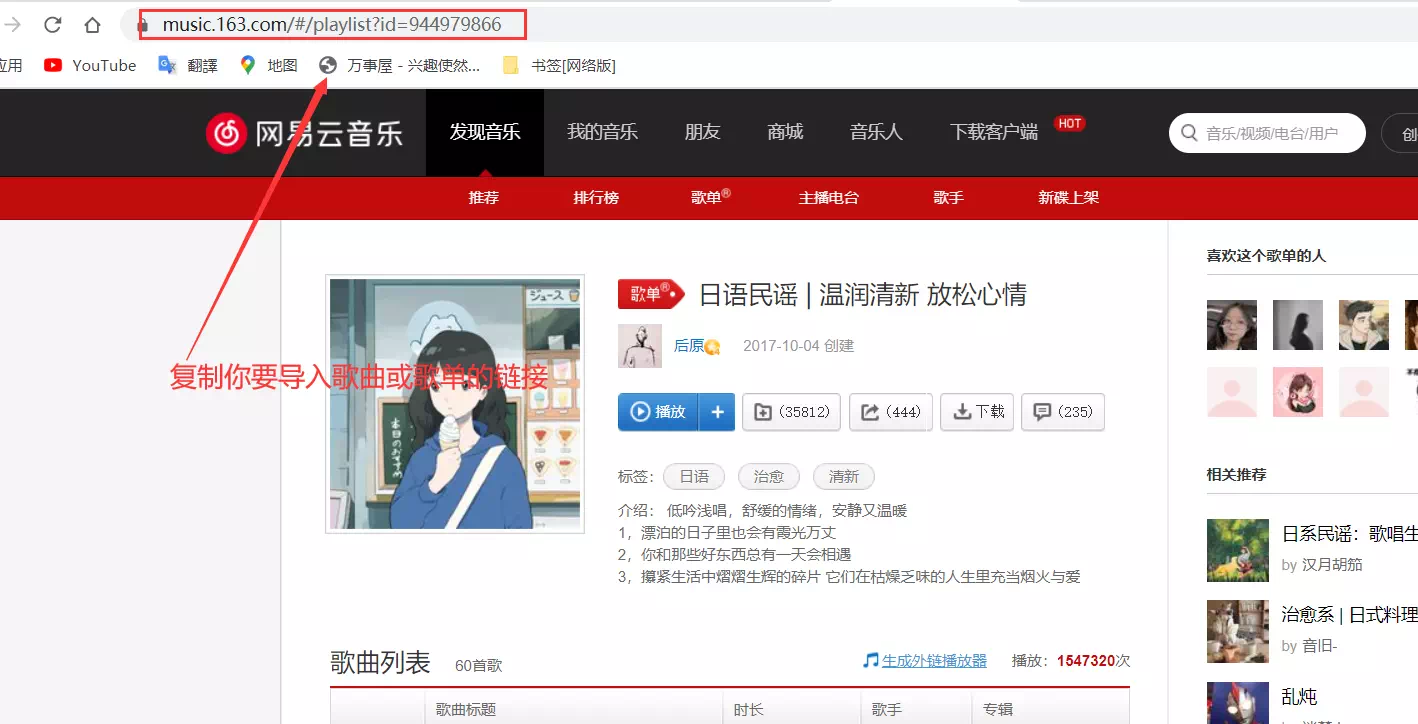 music.163.com/#/playlist?id=944979866
应用 YouTube 翻譯 地图 万事屋 - 兴趣使然... 书签[网络版]
网易云音乐 发现音乐 我的音乐 朋友 商城 音乐人 下载客户端 HOT 音乐/视频/电台/用户 创
推荐 排行榜 歌单® 主播电台 歌手 新碟上架
喜欢这个歌单的人
ジュース
歌单® 日语民谣 | 温润清新 放松心情
后原 2017-10-04 创建
复制你要导入歌曲或歌单的链接
播放 + (35812) (444) 下载 (235)
本日の
おすすめ
标签： 日语 治愈 清新
相关推荐
介绍： 低吟浅唱，舒缓的情绪，安静又温暖
1，漂泊的日子里也会有霞光万丈
2，你和那些好东西总有一天会相遇
3，攥紧生活中熠熠生辉的碎片 它们在枯燥乏味的人生里充当烟火与爱
日系民谣：歌唱生
by 汉月胡笳
治愈系 | 日式料理
by 音旧-
歌曲列表 60首歌 生成外链播放器 播放：1547320次
乱炖
歌曲标题 时长 歌手 专辑